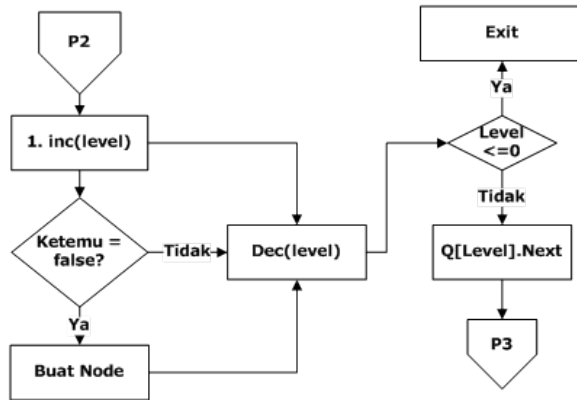 P2
1. inc(level)
Ketemu =
false?
Tidak
Ya
Buat Node
Dec(level)
Exit
Ya
Level
<=0
Tidak
Q[Level].Next
P3